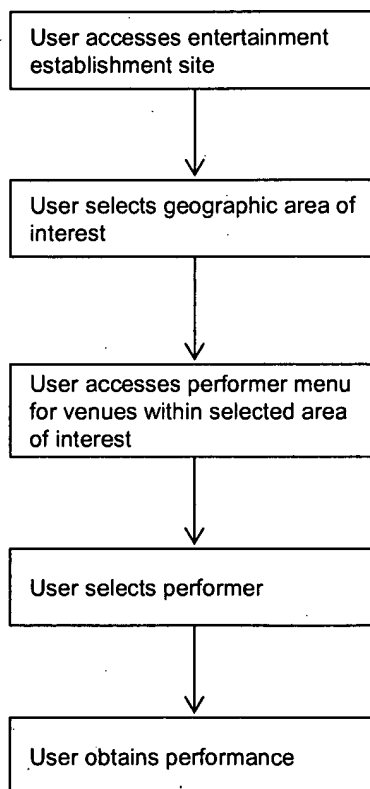 User accesses entertainment
establishment site
User selects geographic area of
interest
User accesses performer menu
for venues within selected area
of interest
User selects performer
User obtains performance